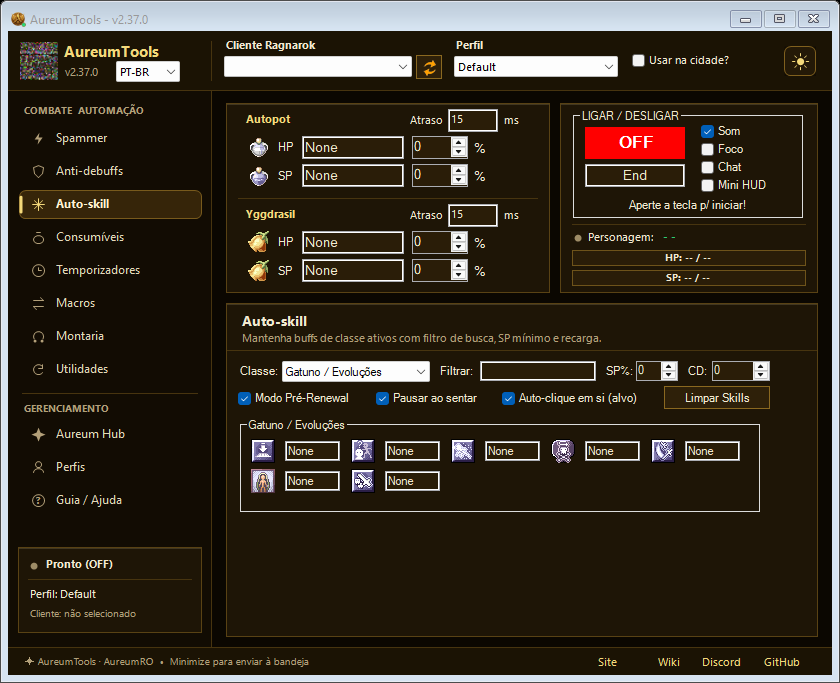 AureumTools - v2.37.0
AureumTools
v2.37.0
PT-BR
Cliente Ragnarok
Perfil
Default
Usar na cidade?
COMBATE AUTOMAÇÃO
Spammer
Anti-debuffs
Auto-skill
Consumíveis
Temporizadores
Macros
Montaria
Utilidades
GERENCIAMENTO
Aureum Hub
Perfis
Guia / Ajuda
Pronto (OFF)
Perfil: Default
Cliente: não selecionado
Autopot
Atraso 15 ms
HP None 0 %
SP None 0 %
Yggdrasil
Atraso 15 ms
HP None 0 %
SP None 0 %
LIGAR / DESLIGAR
OFF
End
Som
Foco
Chat
Mini HUD
Aperte a tecla p/ iniciar!
Personagem: - -
HP: -- / --
SP: -- / --
Auto-skill
Mantenha buffs de classe ativos com filtro de busca, SP mínimo e recarga.
Classe: Gatuno / Evoluções Filtrar: SP%: 0 CD: 0
Modo Pré-Renewal Pausar ao sentar Auto-clique em si (alvo) Limpar Skills
Gatuno / Evoluções
None None None None None
None None
AureumTools · AureumRO • Minimize para enviar à bandeja
Site Wiki Discord GitHub